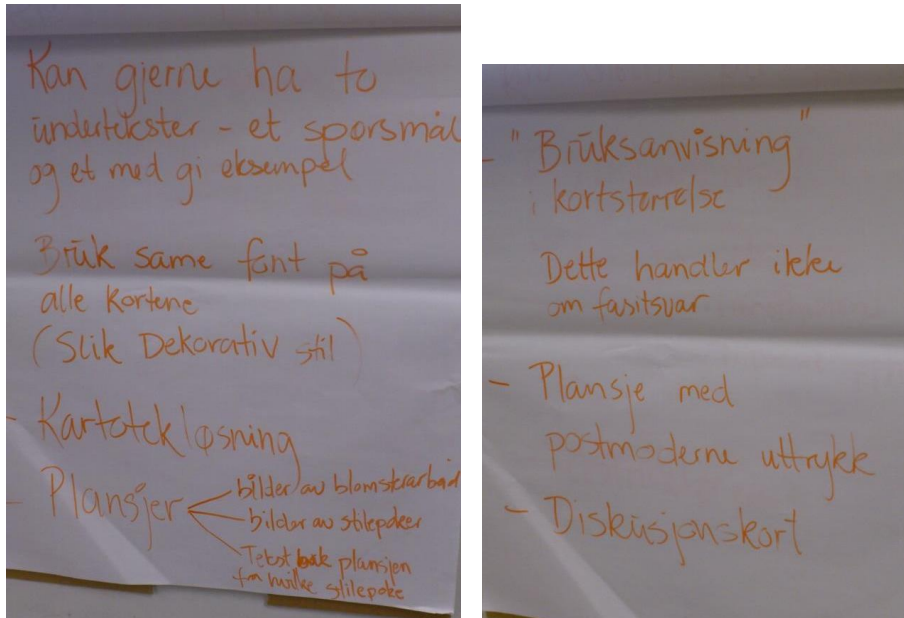 Kan gjerne ha to
undertekster - et spørsmål
og et med gi eksempel
Bruk same font på
alle kortene
(Slik Dekorativ stil)
- Kartotekløsning
- Plansjer
bilder av blomsterarbeid
bilder av stilepoker
Tekst bak plansjen
for hvilke stilepoke
- "Bruksanvisning"
i kortstørrelse
Dette handler ikke
om fasitsvar
- Plansje med
postmoderne uttrykk
- Diskusjonskort